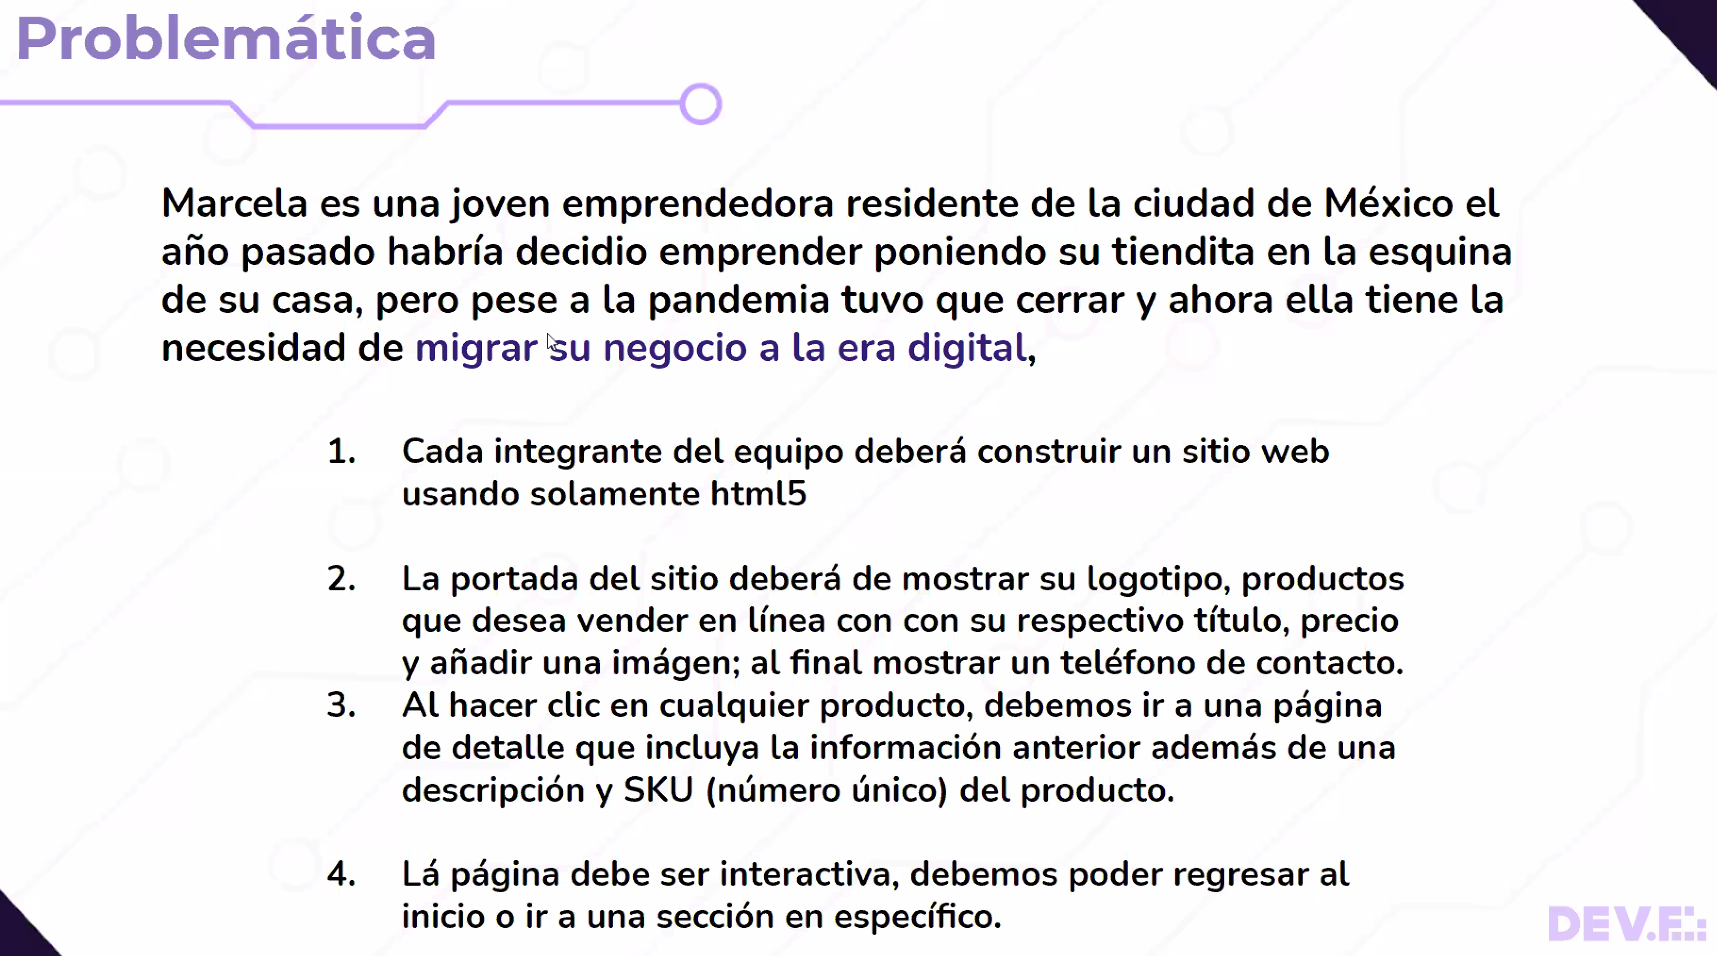 Problemática
Marcela es una joven emprendedora residente de la ciudad de México el
año pasado habría decidio emprender poniendo su tiendita en la esquina
de su casa, pero pese a la pandemia tuvo que cerrar y ahora ella tiene la
necesidad de migrar su negocio a la era digital,
1. Cada integrante del equipo deberá construir un sitio web
usando solamente html5
2. La portada del sitio deberá de mostrar su logotipo, productos
que desea vender en línea con con su respectivo título, precio
y añadir una imágen; al final mostrar un teléfono de contacto.
3. Al hacer clic en cualquier producto, debemos ir a una página
de detalle que incluya la información anterior además de una
descripción y SKU (número único) del producto.
4. Lá página debe ser interactiva, debemos poder regresar al
inicio o ir a una sección en específico.
DEV.F.: